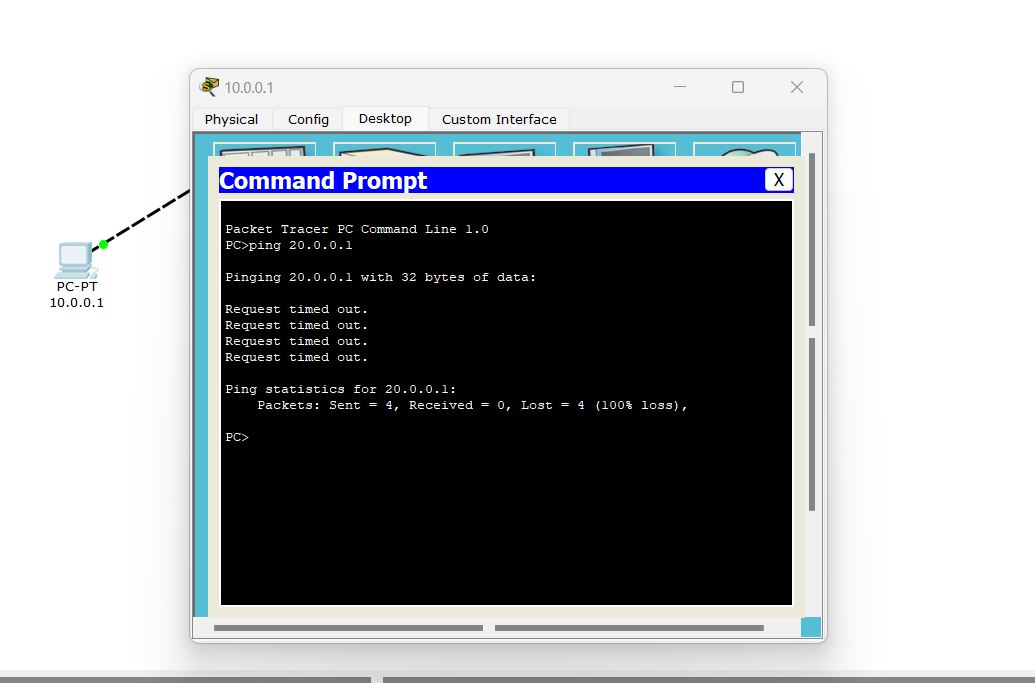 10.0.0.1
Physical Config Desktop Custom Interface
Command Prompt X
Packet Tracer PC Command Line 1.0
PC>ping 20.0.0.1
Pinging 20.0.0.1 with 32 bytes of data:
Request timed out.
Request timed out.
Request timed out.
Request timed out.
Ping statistics for 20.0.0.1:
Packets: Sent = 4, Received = 0, Lost = 4 (100% loss),
PC>
PC-PT
10.0.0.1